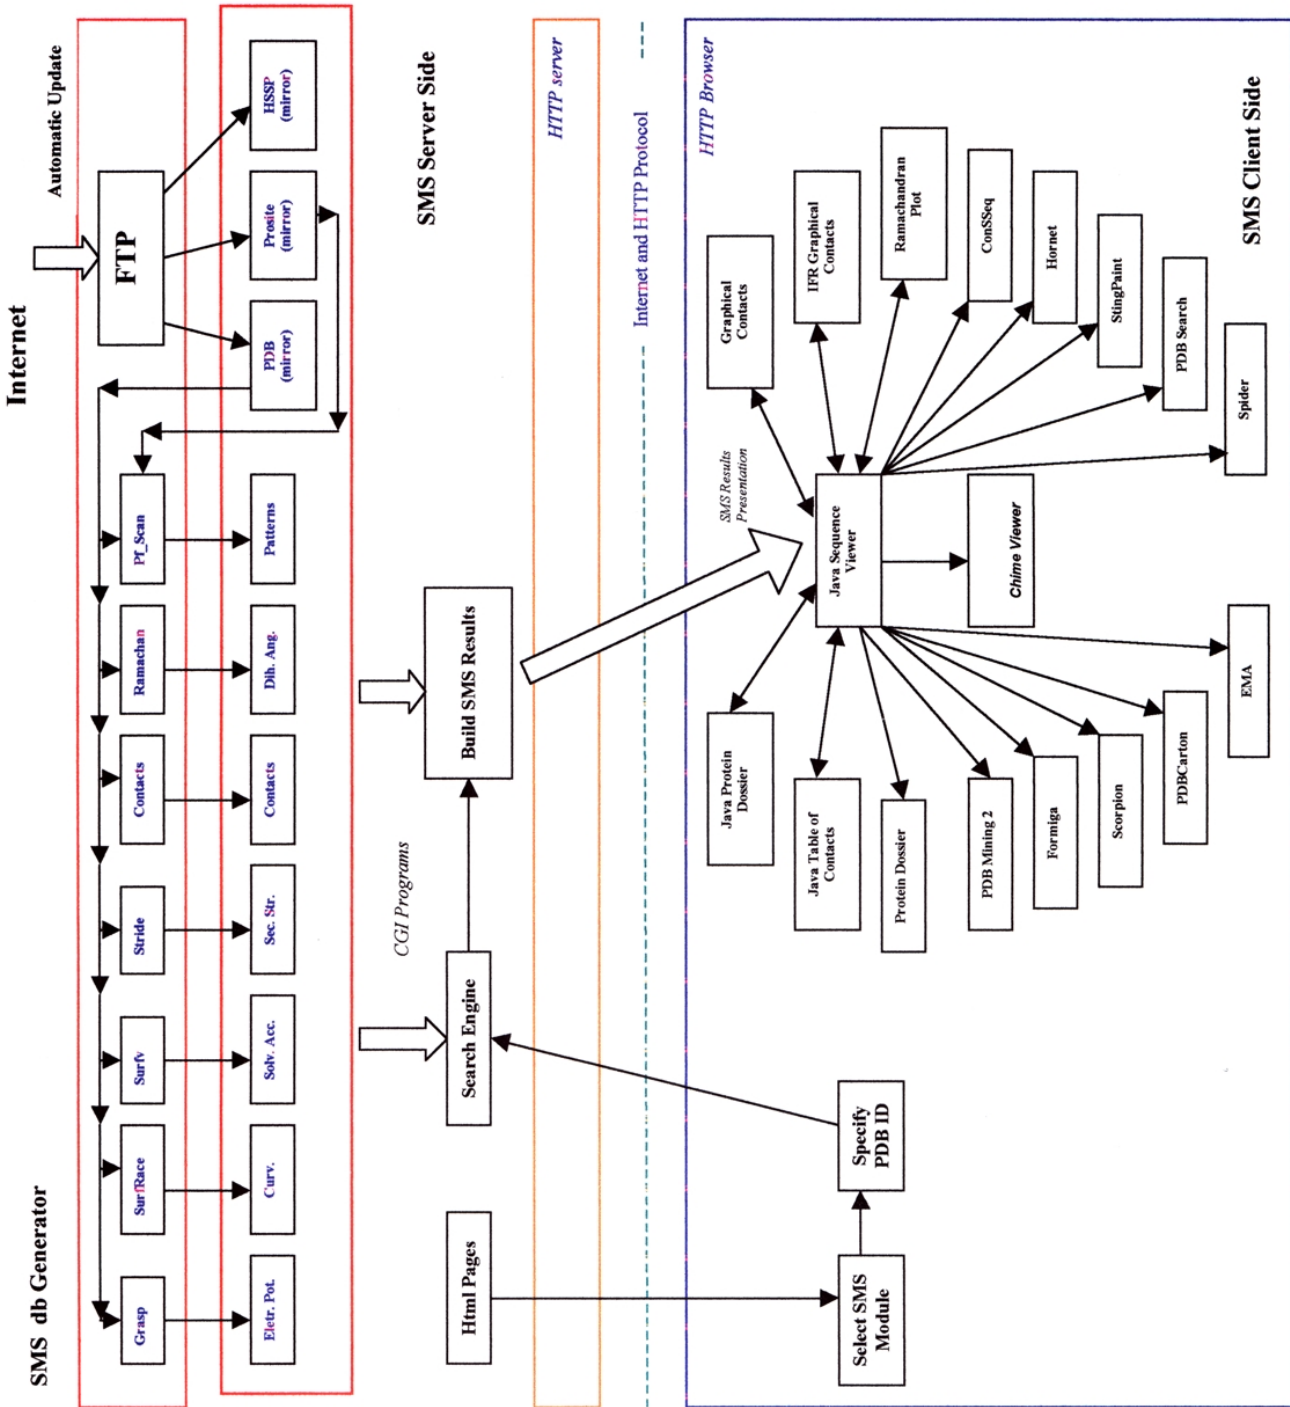 Internet
SMS db Generator
Automatic Update
FTP
Grasp
SurfRace
Surfv
Stride
Contacts
Ramachan
Pf_Scan
Eletr. Pot.
Curv.
Solv. Acc.
Sec. Str.
Contacts
Dih. Ang.
Patterns
PDB
(mirror)
Prosite
(mirror)
HSSP
(mirror)
SMS Server Side
CGI Programs
Html Pages
Search Engine
Build SMS Results
HTTP server
Internet and HTTP Protocol
HTTP Browser
SMS Results
Presentation
Select SMS
Module
Specify
PDB ID
Java Protein
Dossier
Java Table of
Contacts
Protein Dossier
PDB Mining 2
Formiga
Scorpion
PDBCarton
EMA
Java Sequence
Viewer
Chime Viewer
Graphical
Contacts
IFR Graphical
Contacts
Ramachandran
Plot
ConSSeq
Hornet
StingPaint
PDB Search
Spider
SMS Client Side